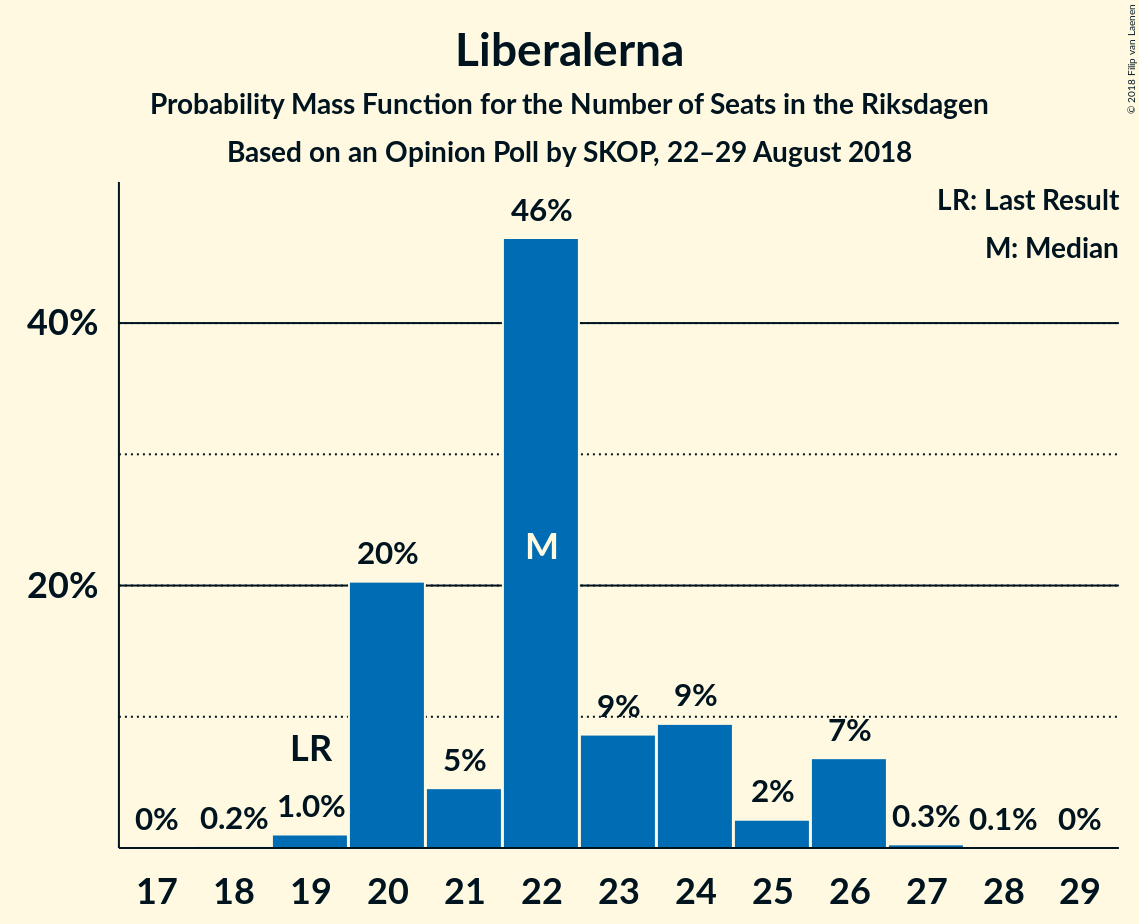 Liberalerna
Probability Mass Function for the Number of Seats in the Riksdagen
Based on an Opinion Poll by SKOP, 22–29 August 2018
© 2018 Filip van Laenen
LR: Last Result
M: Median
46%
40%
M
20%
20%
9%
9%
7%
LR
5%
2%
0%
0.2%
1.0%
0.3%
0.1%
0%
17 18 19 20 21 22 23 24 25 26 27 28 29